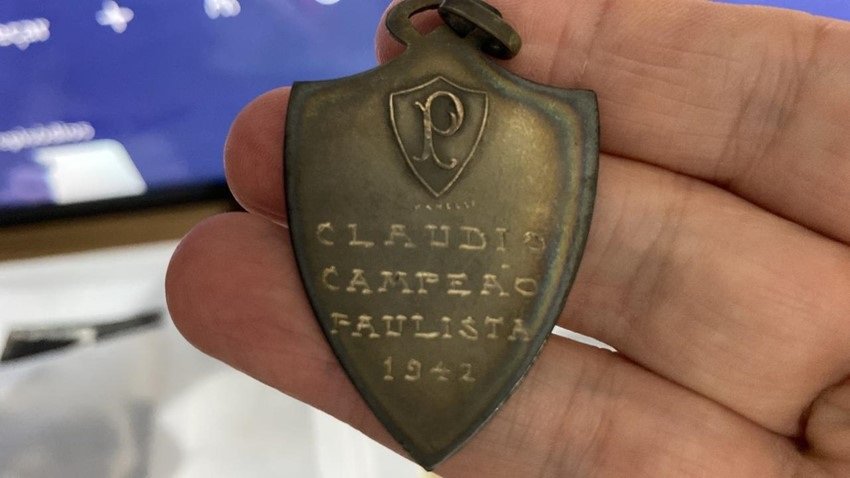 P
CLAUDIO
CAMPEÃO
PAULISTA
1942